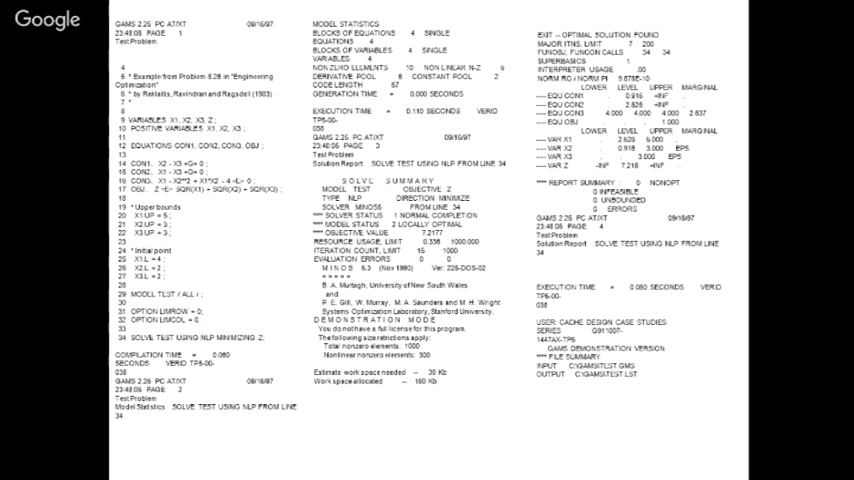 Google
GAMS 2.25 PC AT/XT 09/16/97
23:48:05 PAGE 1
Test Problem
4
5 * Example from Problem 8.26 in "Engineering
Optimization"
6 * by Reklaitis, Ravindran and Ragsdell (1983)
7 *
8
9 VARIABLES X1, X2, X3, Z ;
10 POSITIVE VARIABLES X1, X2, X3 ;
11
12 EQUATIONS CON1, CON2, CON3, OBJ ;
13
14 CON1.. X2 - X3 =G= 0 ;
15 CON2.. X1 - X3 =G= 0 ;
16 CON3.. X1 - X2**2 + X1*X2 - 4 =E= 0 ;
17 OBJ.. Z =E= SQR(X1) + SQR(X2) + SQR(X3) ;
18
19 * Upper bounds
20 X1.UP = 5 ;
21 X2.UP = 3 ;
22 X3.UP = 3 ;
23
24 * Initial point
25 X1.L = 4 ;
26 X2.L = 2 ;
27 X3.L = 2 ;
28
29 MODEL TEST / ALL / ;
30
31 OPTION LIMROW = 0;
32 OPTION LIMCOL = 0;
33
34 SOLVE TEST USING NLP MINIMIZING Z;
COMPILATION TIME = 0.060
SECONDS VERID TP5-00-
038
GAMS 2.25 PC AT/XT 09/16/97
23:48:05 PAGE 2
Test Problem
Model Statistics SOLVE TEST USING NLP FROM LINE
34
MODEL STATISTICS
BLOCKS OF EQUATIONS 4 SINGLE
EQUATIONS 4
BLOCKS OF VARIABLES 4 SINGLE
VARIABLES 4
NON ZERO ELEMENTS 10 NON LINEAR N-Z 5
DERIVATIVE POOL 6 CONSTANT POOL 2
CODE LENGTH 57
GENERATION TIME = 0.000 SECONDS
EXECUTION TIME = 0.110 SECONDS VERID
TP5-00-
038
GAMS 2.25 PC AT/XT 09/16/97
23:48:05 PAGE 3
Test Problem
Solution Report SOLVE TEST USING NLP FROM LINE 34
S O L V E S U M M A R Y
MODEL TEST OBJECTIVE Z
TYPE NLP DIRECTION MINIMIZE
SOLVER MINOS5 FROM LINE 34
**** SOLVER STATUS 1 NORMAL COMPLETION
**** MODEL STATUS 2 LOCALLY OPTIMAL
**** OBJECTIVE VALUE 7.2177
RESOURCE USAGE, LIMIT 0.336 1000.000
ITERATION COUNT, LIMIT 15 1000
EVALUATION ERRORS 0 0
M I N O S 5.3 (Nov 1990) Ver: 225-DOS-02
= = = = =
B. A. Murtagh, University of New South Wales
and
P. E. Gill, W. Murray, M. A. Saunders and M. H. Wright
Systems Optimization Laboratory, Stanford University.
D E M O N S T R A T I O N M O D E
You do not have a full license for this program.
The following size restrictions apply:
Total nonzero elements: 1000
Nonlinear nonzero elements: 300
Estimate work space needed -- 39 Kb
Work space allocated -- 160 Kb
EXIT -- OPTIMAL SOLUTION FOUND
MAJOR ITNS, LIMIT 7 200
FUNOBJ, FUNCON CALLS 34 34
SUPERBASICS 1
INTERPRETER USAGE .00
NORM RG / NORM PI 9.678E-10
LOWER LEVEL UPPER MARGINAL
---- EQU CON1 . 0.916 +INF .
---- EQU CON2 . 2.526 +INF .
---- EQU CON3 4.000 4.000 4.000 2.637
---- EQU OBJ . . . 1.000
LOWER LEVEL UPPER MARGINAL
---- VAR X1 . 2.526 5.000 .
---- VAR X2 . 0.916 3.000 EPS
---- VAR X3 . . 3.000 EPS
---- VAR Z -INF 7.218 +INF .
**** REPORT SUMMARY : 0 NONOPT
0 INFEASIBLE
0 UNBOUNDED
0 ERRORS
GAMS 2.25 PC AT/XT 09/16/97
23:48:05 PAGE 4
Test Problem
Solution Report SOLVE TEST USING NLP FROM LINE
34
EXECUTION TIME = 0.060 SECONDS VERID
TP5-00-
038
USER: CACHE DESIGN CASE STUDIES
SERIES G911007-
1447AX-TP5
GAMS DEMONSTRATION VERSION
**** FILE SUMMARY
INPUT C:\GAMS\TEST.GMS
OUTPUT C:\GAMS\TEST.LST